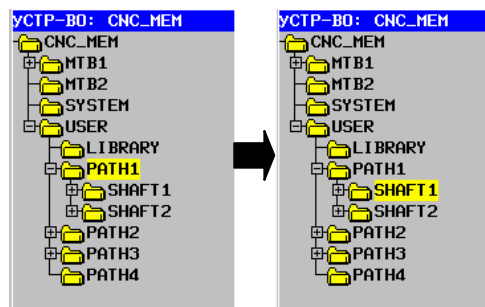 УСТР-ВО: CNC_MEM
CNC_MEM
MTB1
MTB2
SYSTEM
USER
LIBRARY
PATH1
SHAFT1
SHAFT2
PATH2
PATH3
PATH4
УСТР-ВО: CNC_MEM
CNC_MEM
MTB1
MTB2
SYSTEM
USER
LIBRARY
PATH1
SHAFT1
SHAFT2
PATH2
PATH3
PATH4